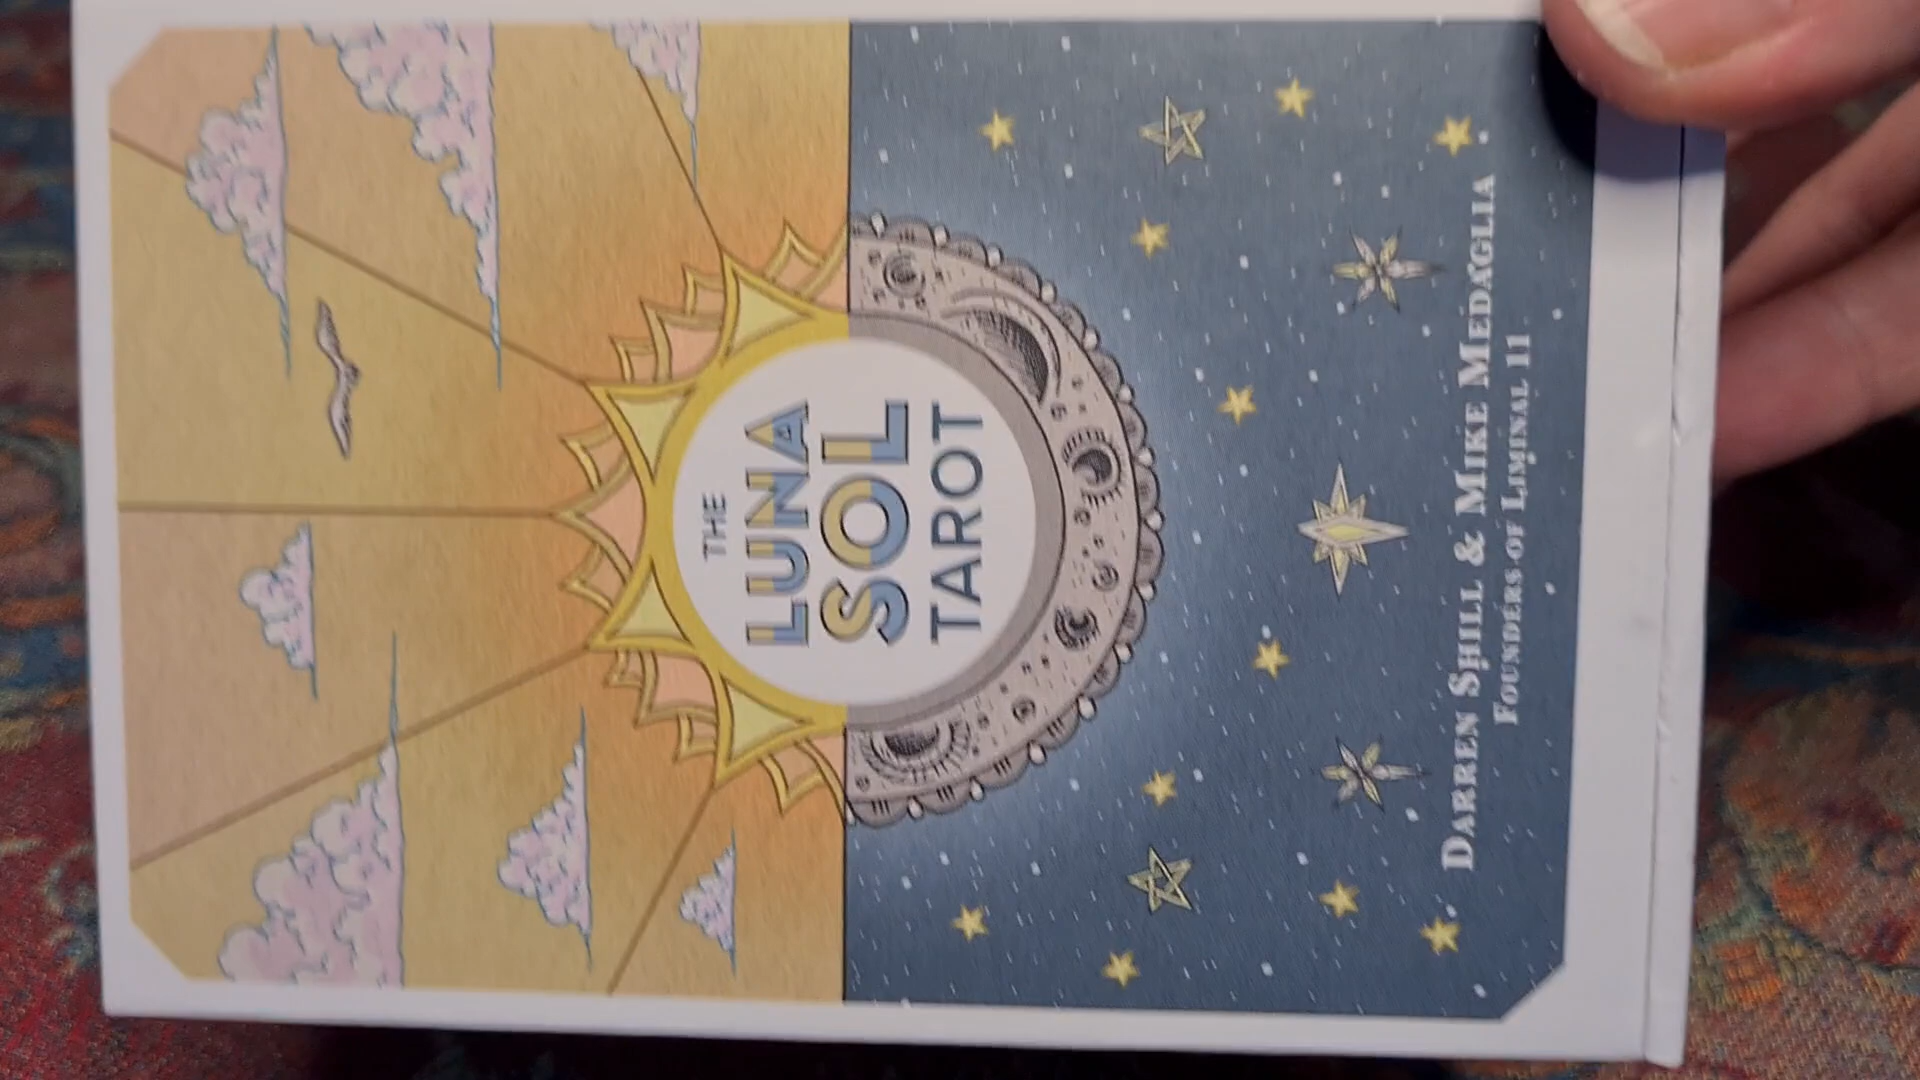 THE
LUNA
SOL
TAROT
DARREN SHILL & MIKE MEDAGLIA
FOUNDERS OF LIMINAL 11